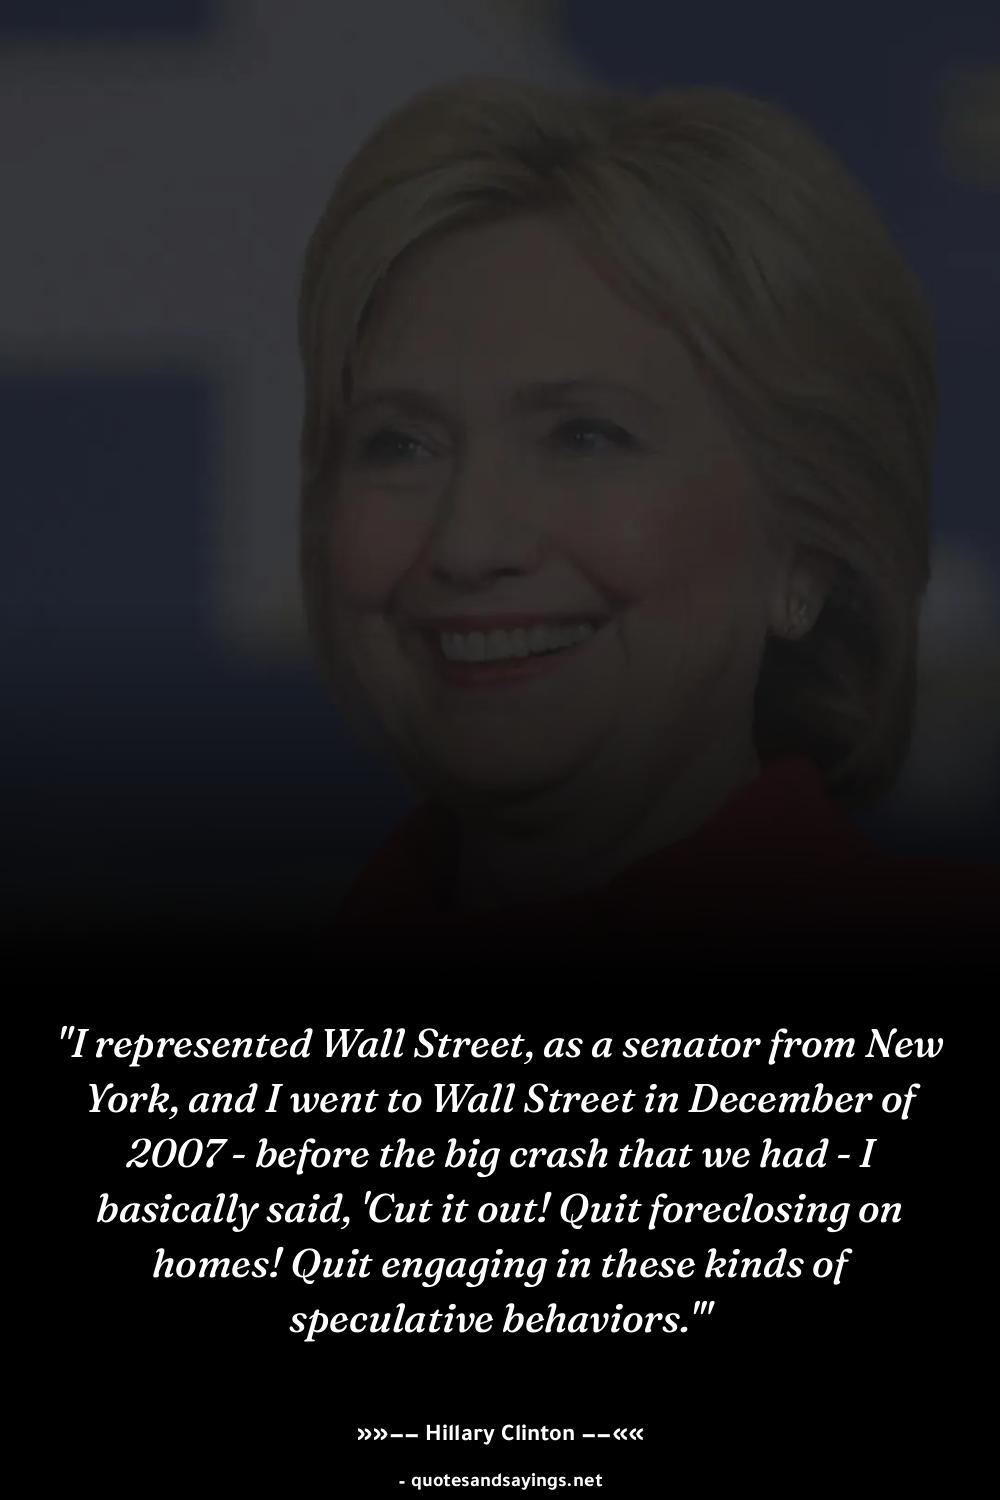 "I represented Wall Street, as a senator from New
York, and I went to Wall Street in December of
2007 - before the big crash that we had - I
basically said, 'Cut it out! Quit foreclosing on
homes! Quit engaging in these kinds of
speculative behaviors.'"
»»–– Hillary Clinton ––««
- quotesandsayings.net